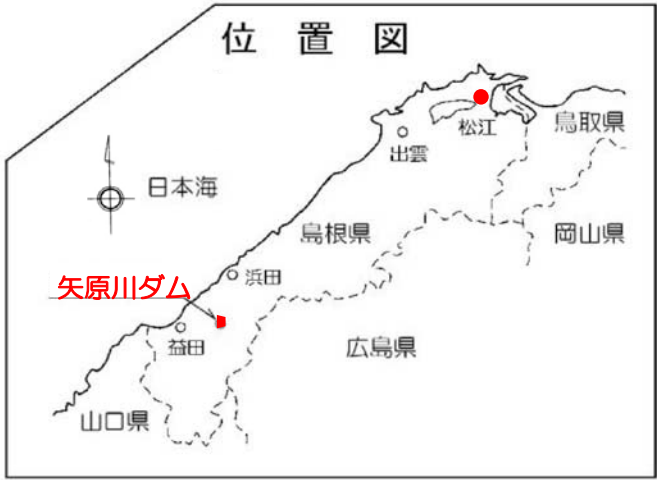 位置図
松江
鳥取県
出雲
日本海
島根県
岡山県
浜田
矢原川ダム
益田
広島県
山口県